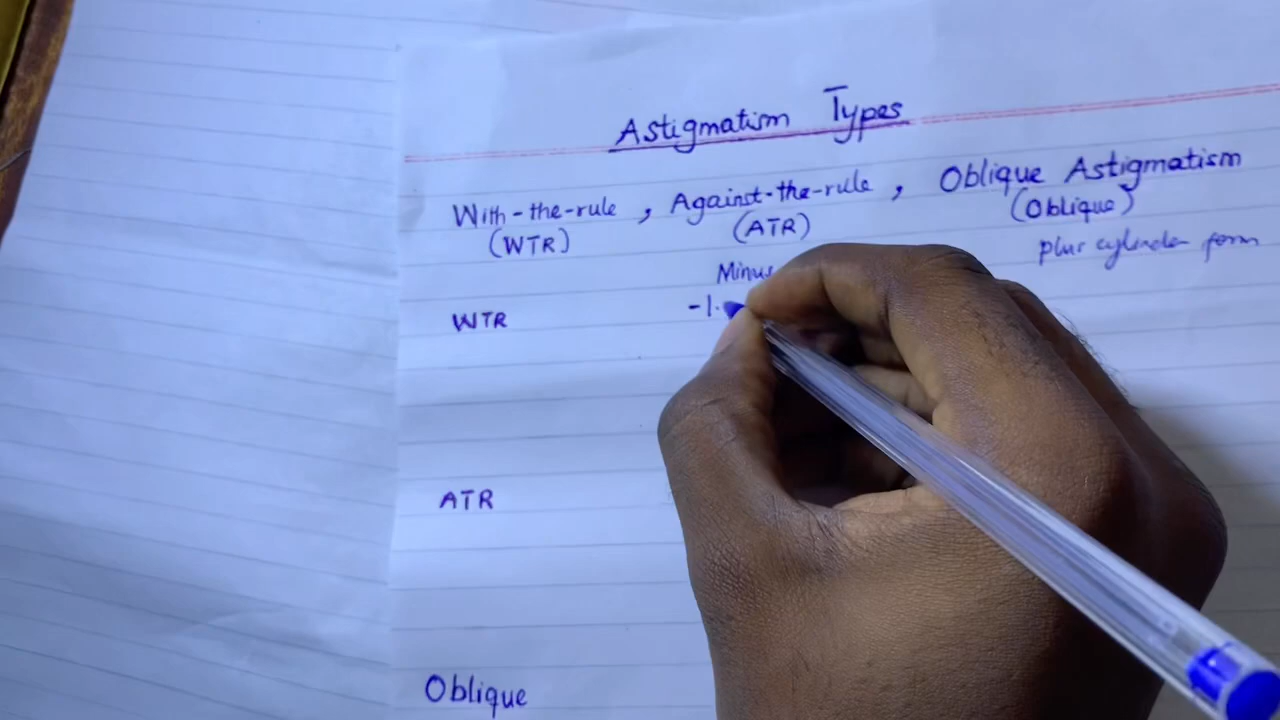 Astigmatism Types
With-the-rule , Against-the-rule , Oblique Astigmatism
(WTR) (ATR) (Oblique)
Minus plus cylinder form
WTR -1.
ATR
Oblique